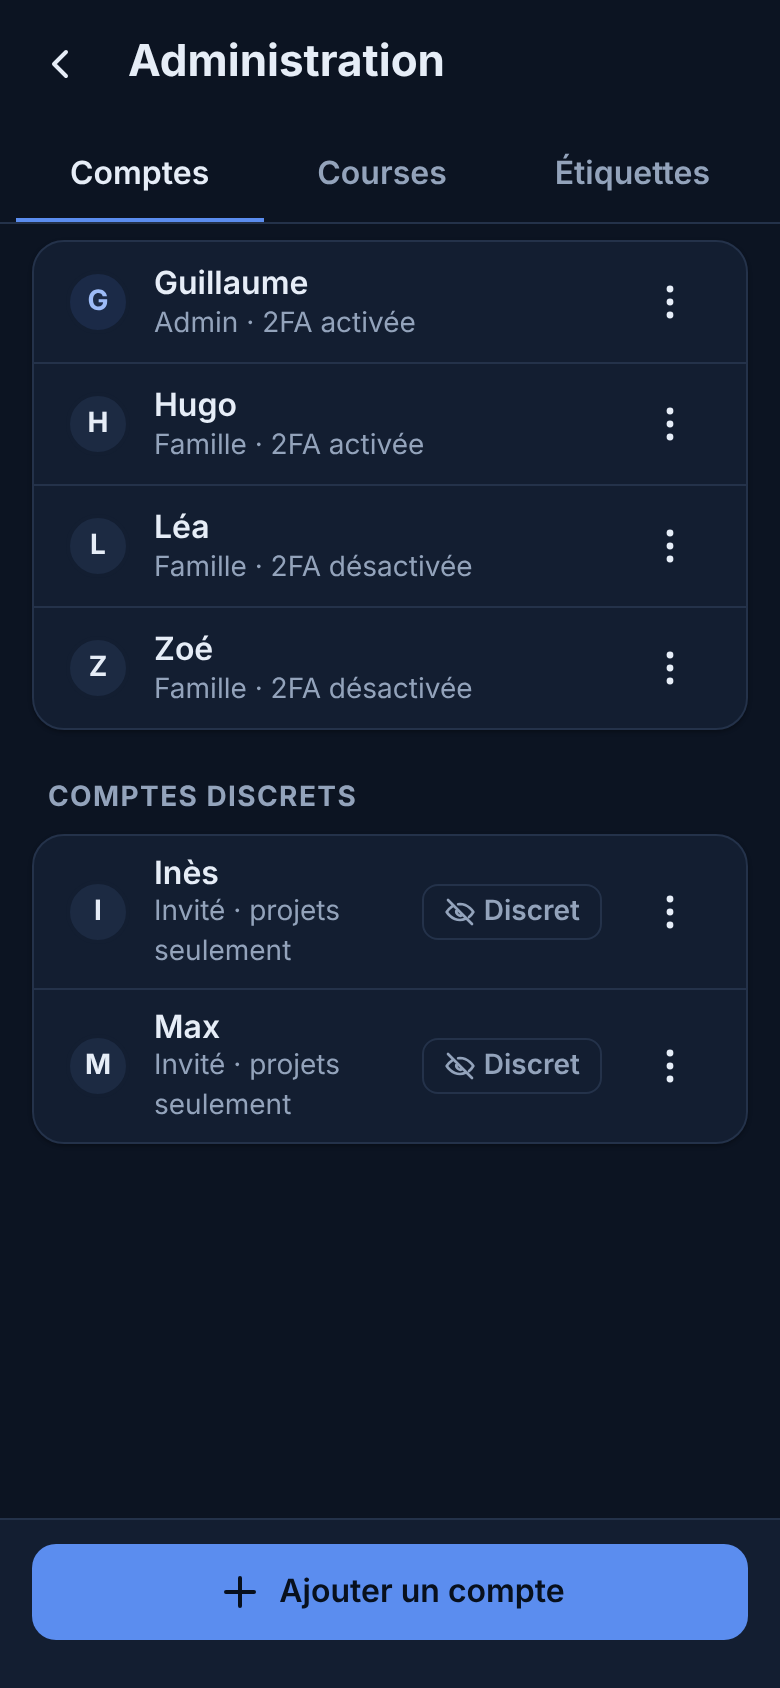 Administration
Comptes
Courses
Étiquettes
G
Guillaume
Admin · 2FA activée
H
Hugo
Famille · 2FA activée
L
Léa
Famille · 2FA désactivée
Z
Zoé
Famille · 2FA désactivée
COMPTES DISCRETS
I
Inès
Invité · projets
seulement
Discret
M
Max
Invité · projets
seulement
Discret
Ajouter un compte